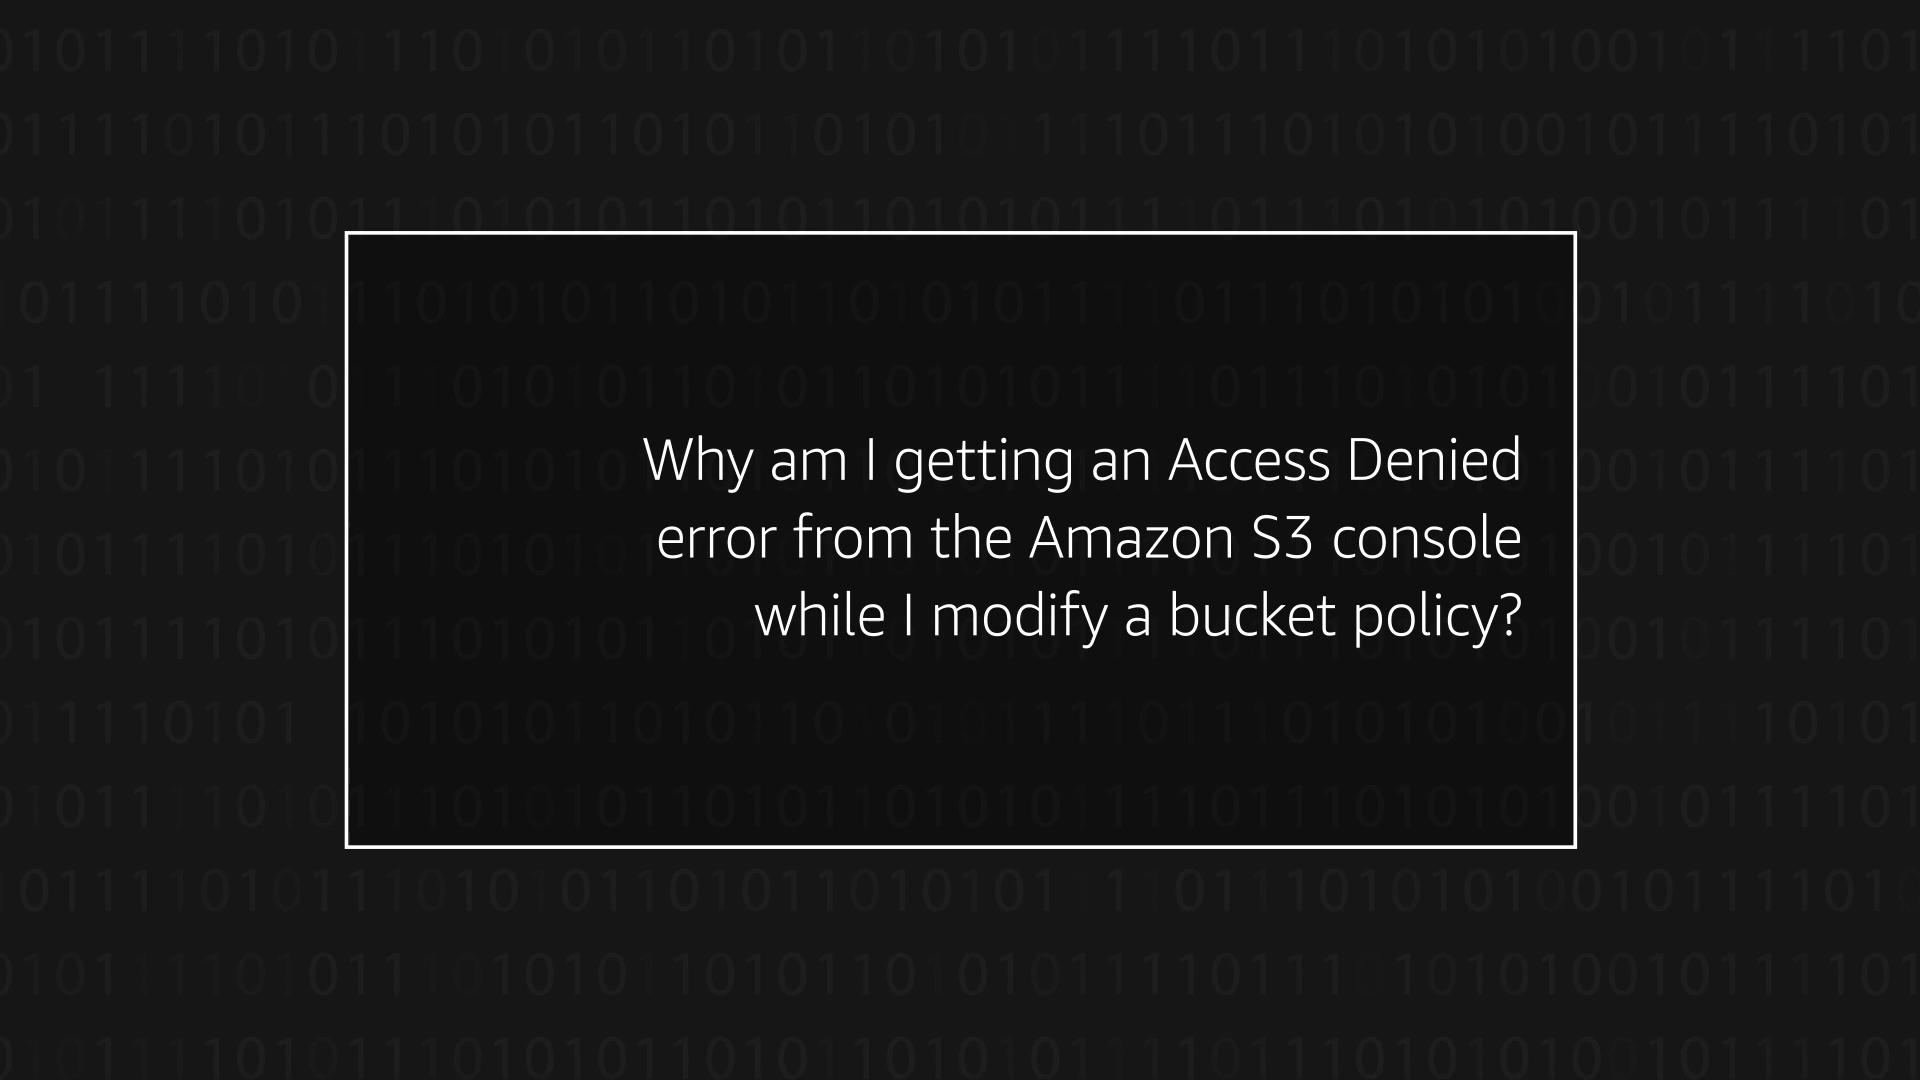 Why am I getting an Access Denied
error from the Amazon S3 console
while I modify a bucket policy?